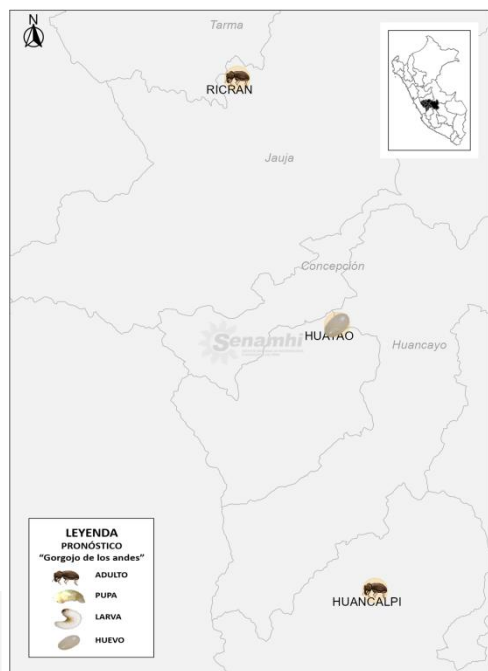 N
Tarma
RICRAN
Jauja
Concepción
Senamhi
HUAYAO
Huancayo
LEYENDA
PRONÓSTICO
"Gorgojo de los andes"
ADULTO
PUPA
LARVA
HUEVO
HUANCALPI